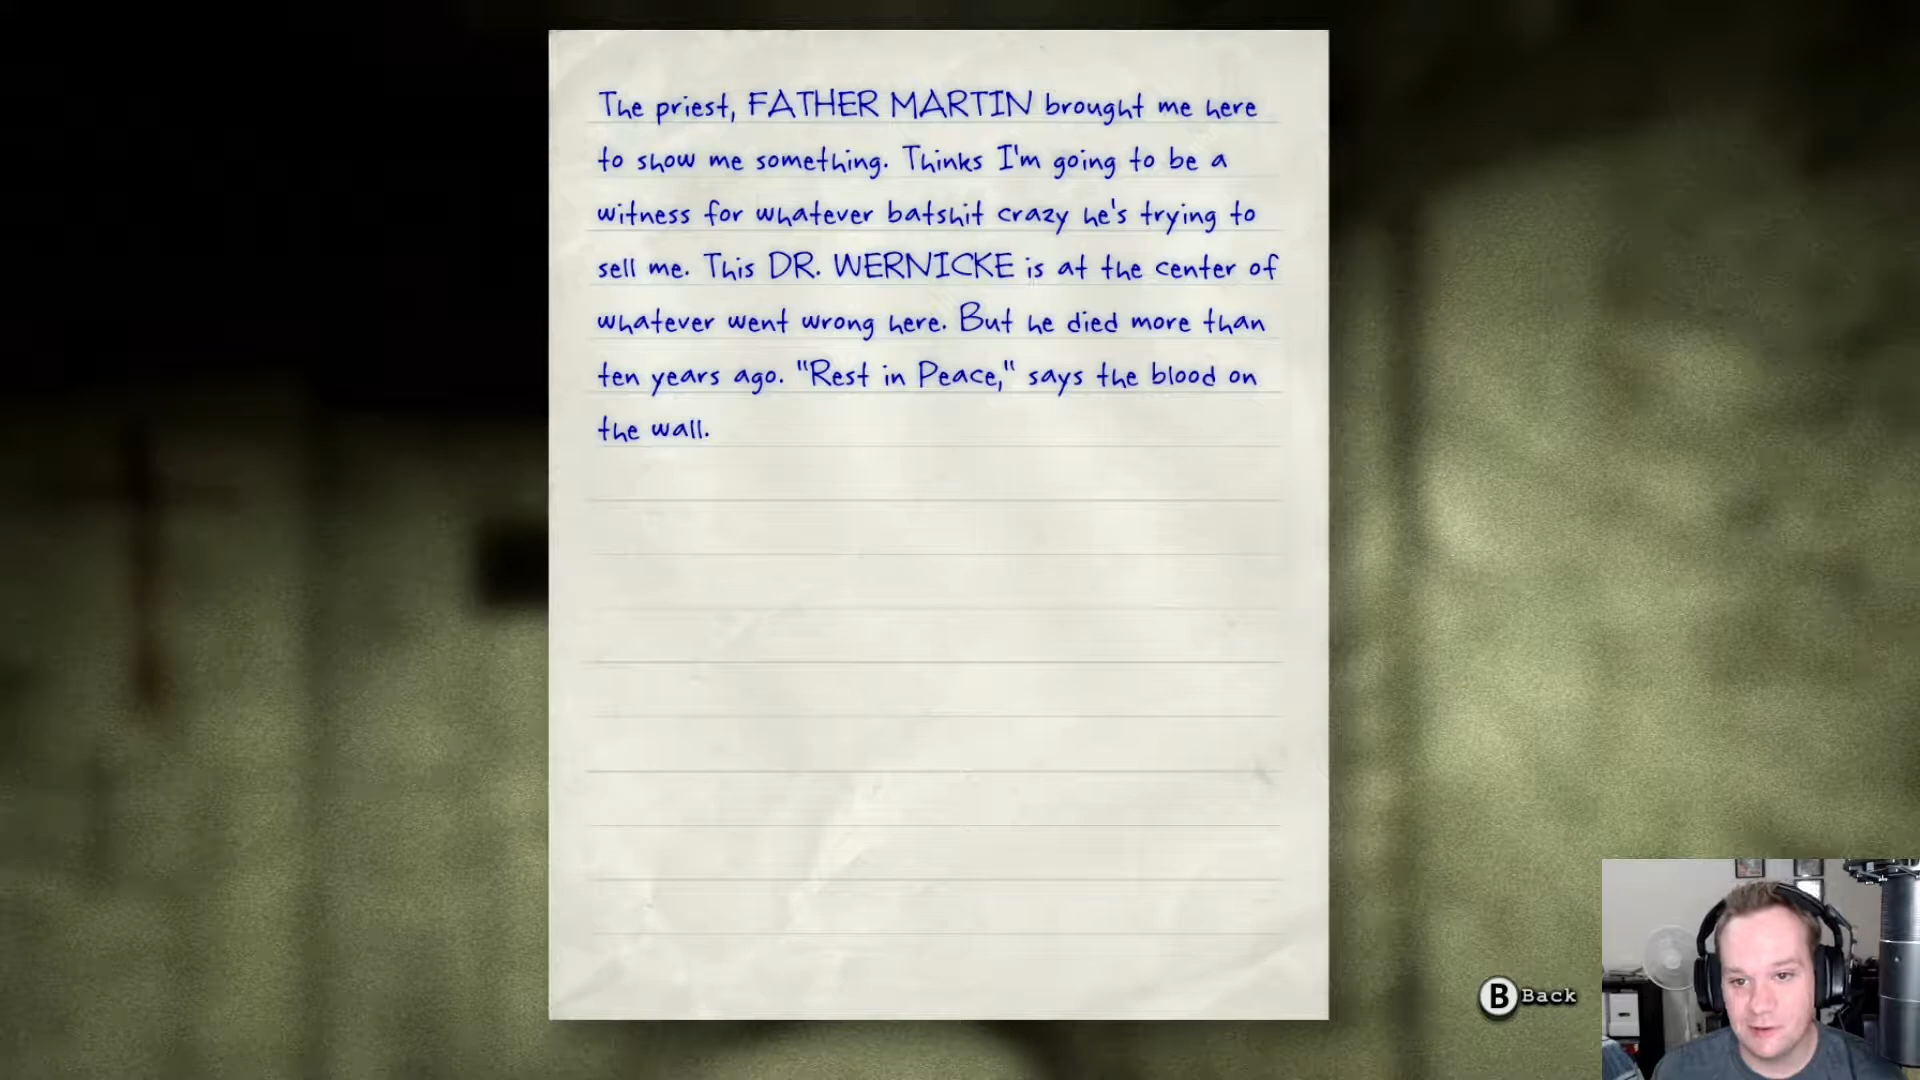 The priest, FATHER MARTIN brought me here
to show me something. Thinks I'm going to be a
witness for whatever batshit crazy he's trying to
sell me. This DR. WERNICKE is at the center of
whatever went wrong here. But he died more than
ten years ago. "Rest in Peace," says the blood on
the wall.
B Back